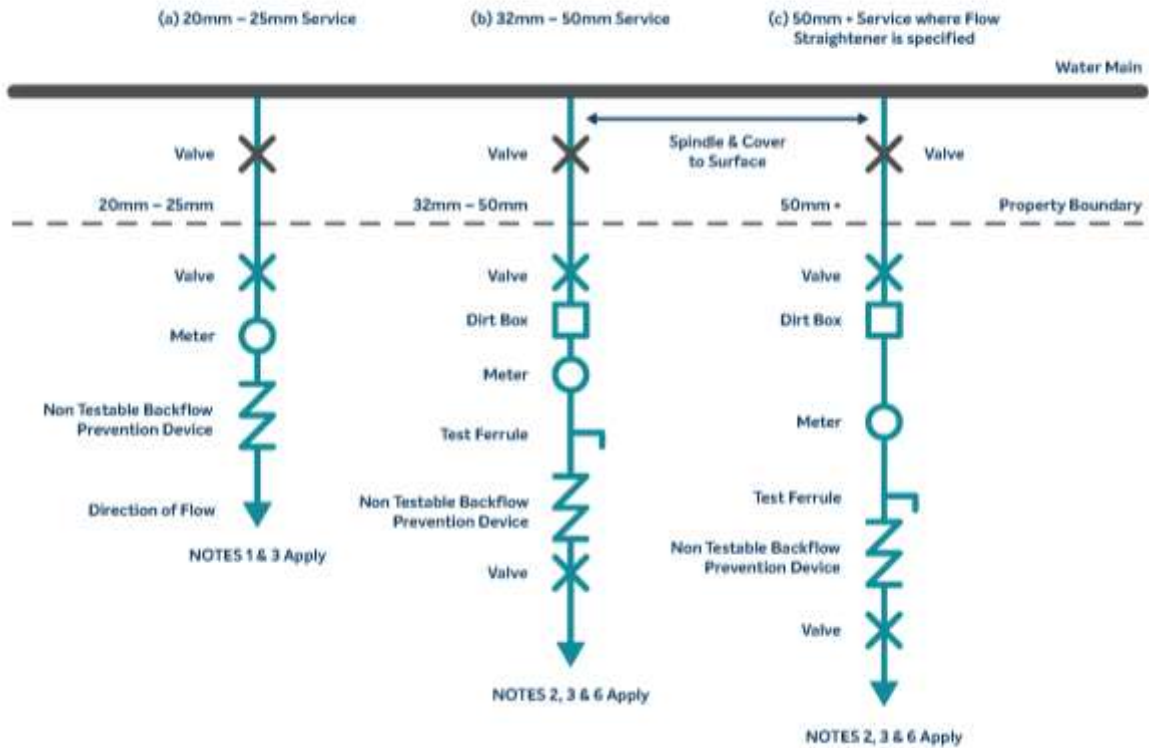 (a) 20mm – 25mm Service
(b) 32mm – 50mm Service
(c) 50mm + Service where Flow
Straightener is specified
Water Main
Valve
Valve
Spindle & Cover
to Surface
Valve
20mm – 25mm
32mm – 50mm
50mm +
Property Boundary
Valve
Valve
Valve
Dirt Box
Dirt Box
Meter
Meter
Meter
Non Testable Backflow
Prevention Device
Test Ferrule
Test Ferrule
Direction of Flow
Non Testable Backflow
Prevention Device
Non Testable Backflow
Prevention Device
NOTES 1 & 3 Apply
Valve
Valve
NOTES 2, 3 & 6 Apply
NOTES 2, 3 & 6 Apply